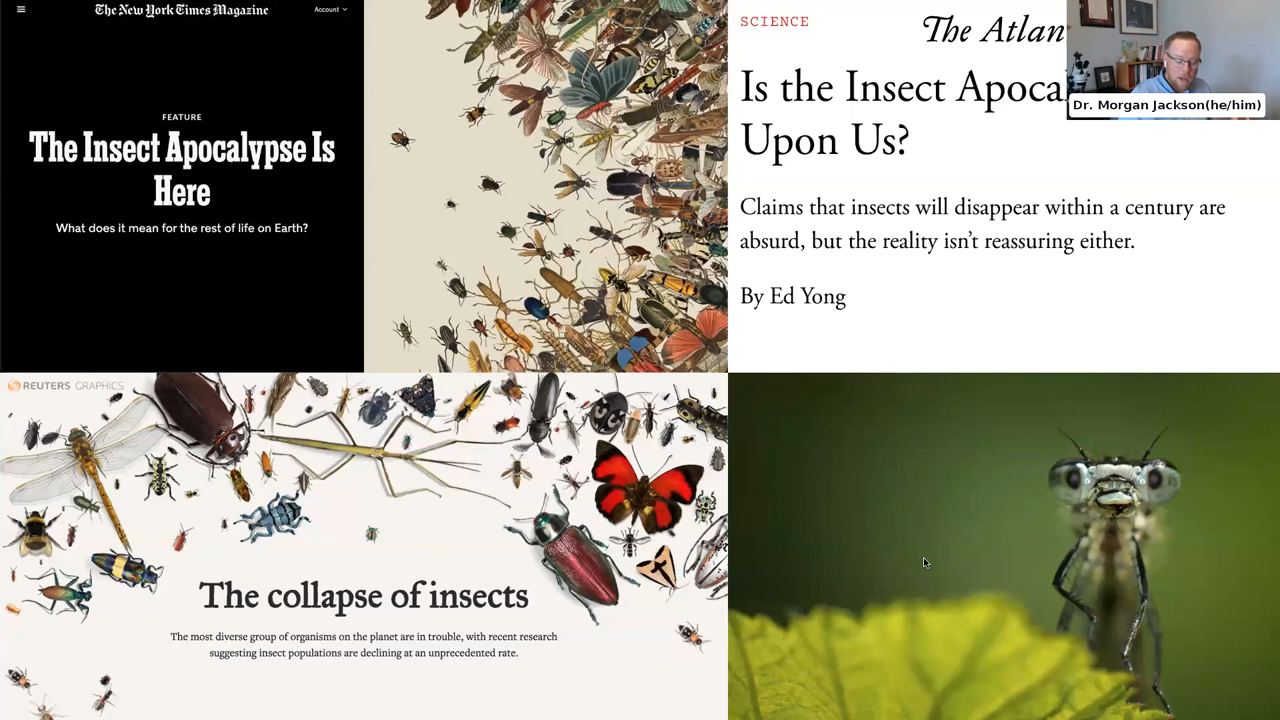 The New York Times Magazine
Account
FEATURE
The Insect Apocalypse Is
Here
What does it mean for the rest of life on Earth?
SCIENCE
The Atlan
Is the Insect Apoca
Upon Us?
Claims that insects will disappear within a century are
absurd, but the reality isn't reassuring either.
By Ed Yong
Dr. Morgan Jackson(he/him)
REUTERS GRAPHICS
The collapse of insects
The most diverse group of organisms on the planet are in trouble, with recent research
suggesting insect populations are declining at an unprecedented rate.